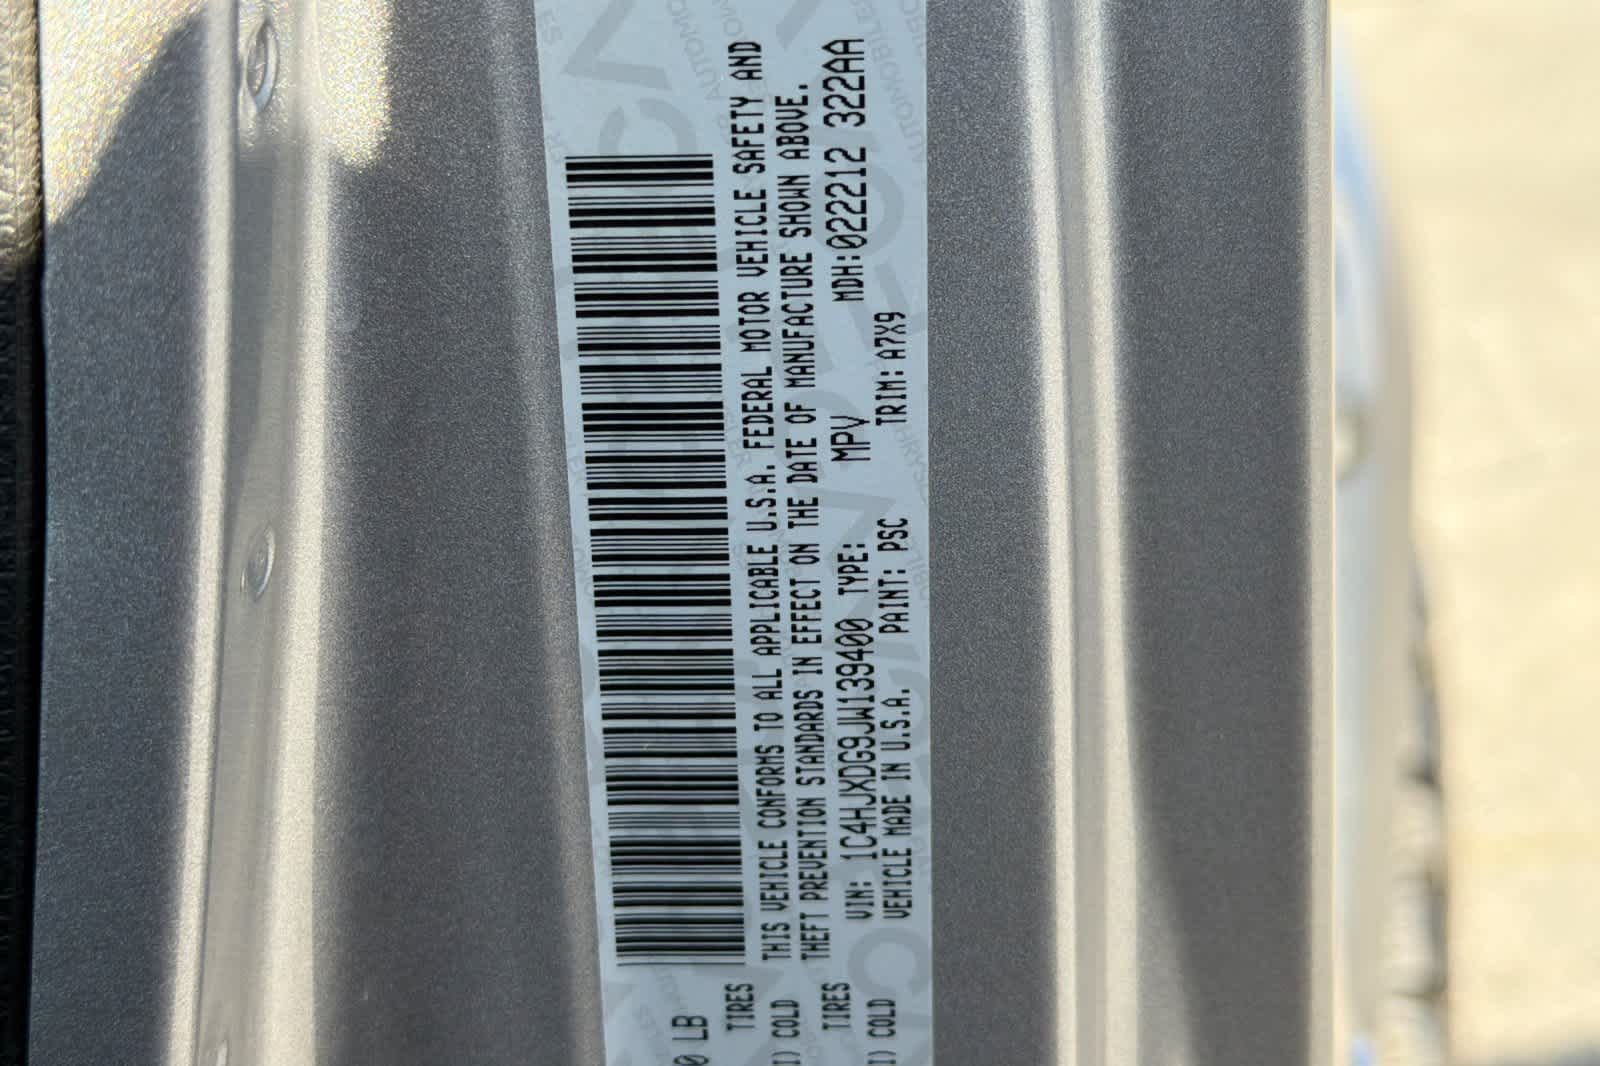 0 LB
TIRES
I) COLD
TIRES
I) COLD
THIS VEHICLE CONFORMS TO ALL APPLICABLE U.S.A. FEDERAL MOTOR VEHICLE SAFETY AND
THEFT PREVENTION STANDARDS IN EFFECT ON THE DATE OF MANUFACTURE SHOWN ABOVE.
VIN: 1C4HJXDG9JW139400 TYPE: MPV MDH:022212 322AA
VEHICLE MADE IN U.S.A. PAINT: PSC TRIM: A7X9